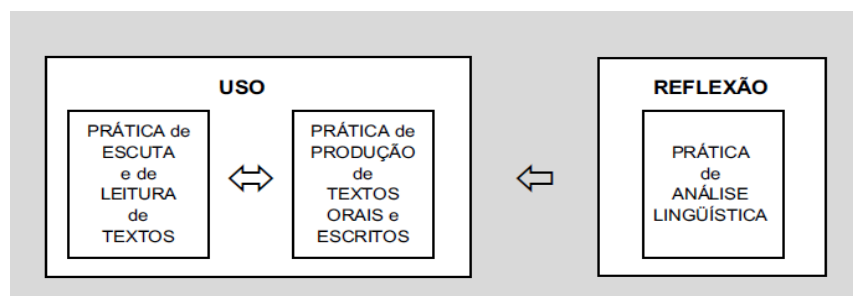 USO
PRÁTICA de
ESCUTA
e de
LEITURA
de
TEXTOS
PRÁTICA de
PRODUÇÃO
de
TEXTOS
ORAIS e
ESCRITOS
REFLEXÃO
PRÁTICA
de
ANÁLISE
LINGÜÍSTICA